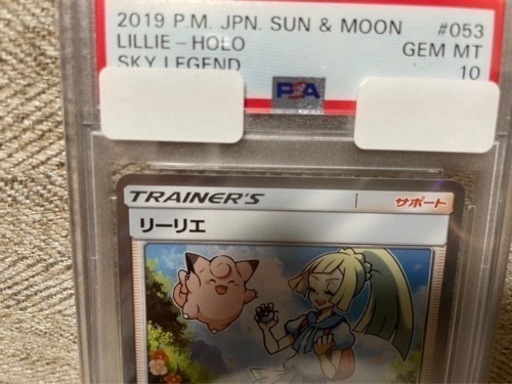 2019 P.M. JPN. SUN & MOON #053
LILLIE - HOLO GEM MT
SKY LEGEND 10
PSA
TRAINER'S サポート
リーリエ